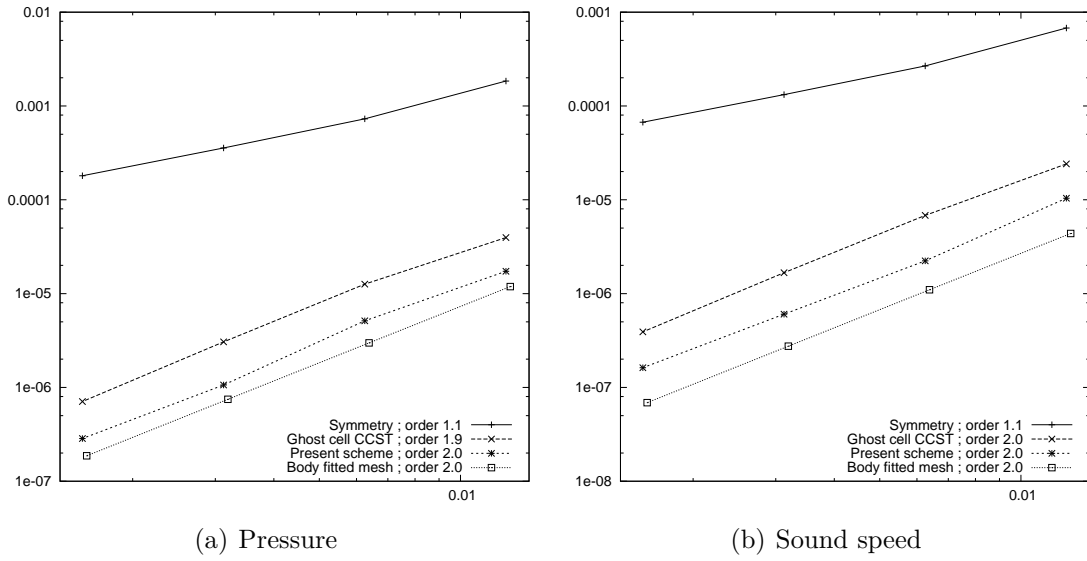 0.01
0.001
0.0001
1e-05
1e-06
1e-07
0.01
Symmetry ; order 1.1
Ghost cell CCST ; order 1.9
Present scheme ; order 2.0
Body fitted mesh ; order 2.0
(a) Pressure
0.001
0.0001
1e-05
1e-06
1e-07
1e-08
0.01
Symmetry ; order 1.1
Ghost cell CCST ; order 2.0
Present scheme ; order 2.0
Body fitted mesh ; order 2.0
(b) Sound speed